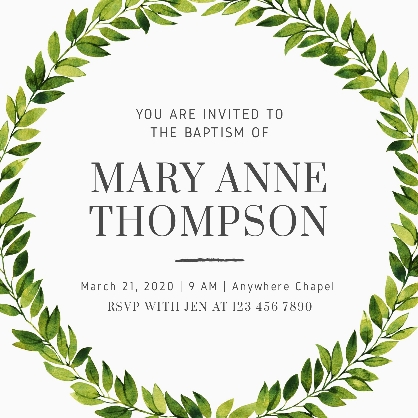 YOU ARE INVITED TO
THE BAPTISM OF
MARY ANNE
THOMPSON
March 21, 2020 | 9 AM | Anywhere Chapel
RSVP WITH JEN AT 123 456 7890